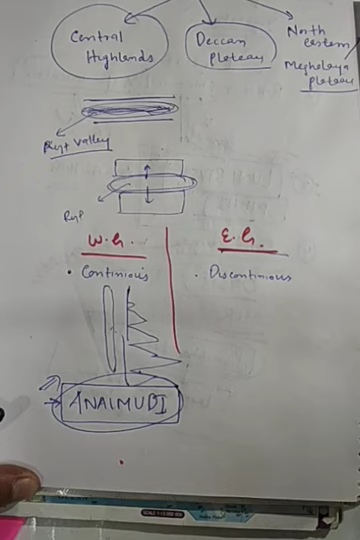 Central
Highlands
Deccan
plateau
North
Eastern
Meghalaya
plateau
Rift Valley
Rift
W.G.
E.G.
• Continious
• Discontinious
ANAIMUDI